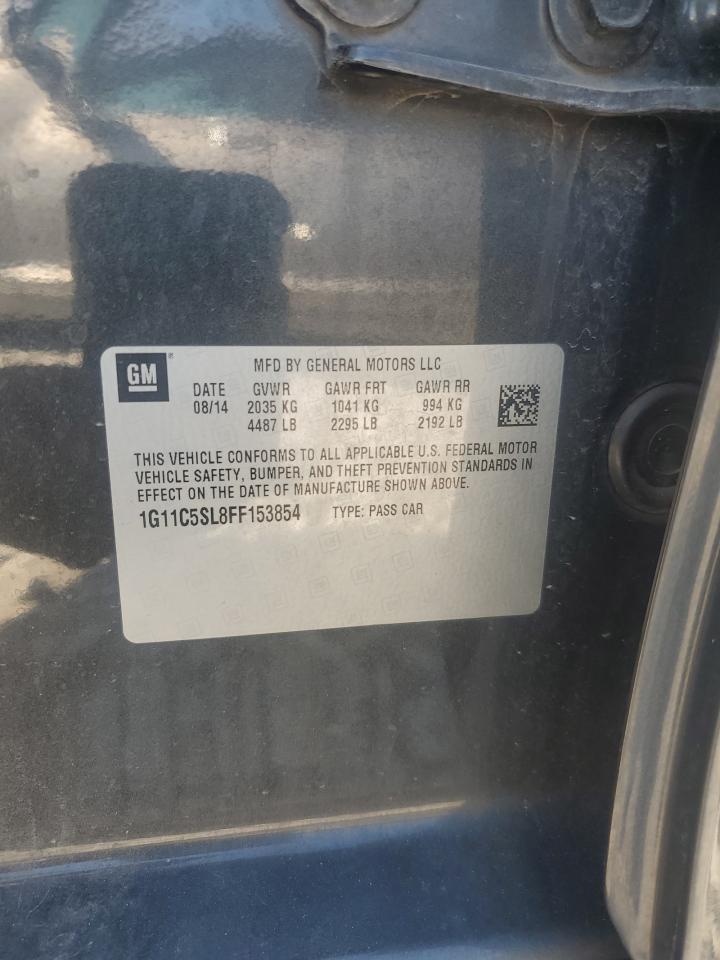 GM ® MFD BY GENERAL MOTORS LLC
DATE GVWR GAWR FRT GAWR RR
08/14 2035 KG 1041 KG 994 KG
4487 LB 2295 LB 2192 LB
THIS VEHICLE CONFORMS TO ALL APPLICABLE U.S. FEDERAL MOTOR
VEHICLE SAFETY, BUMPER, AND THEFT PREVENTION STANDARDS IN
EFFECT ON THE DATE OF MANUFACTURE SHOWN ABOVE.
1G11C5SL8FF153854 TYPE: PASS CAR